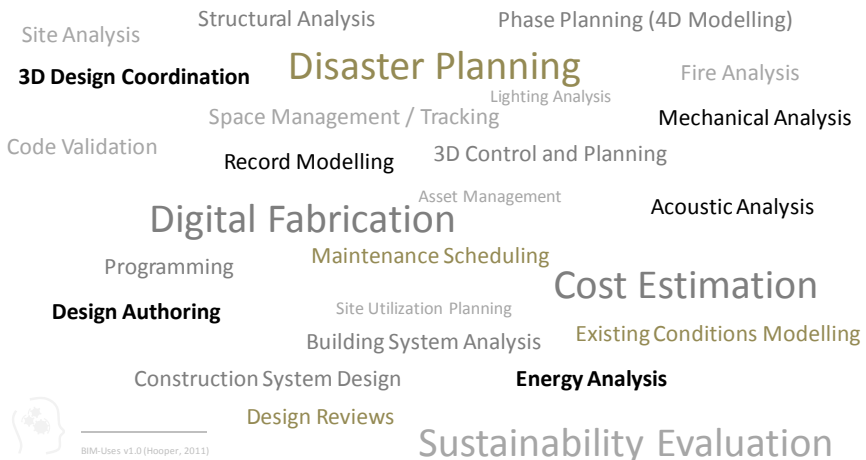 Structural Analysis
Phase Planning (4D Modelling)
Site Analysis
3D Design Coordination
Disaster Planning
Fire Analysis
Lighting Analysis
Space Management / Tracking
Mechanical Analysis
Code Validation
Record Modelling
3D Control and Planning
Asset Management
Digital Fabrication
Acoustic Analysis
Maintenance Scheduling
Programming
Cost Estimation
Design Authoring
Site Utilization Planning
Existing Conditions Modelling
Building System Analysis
Construction System Design
Energy Analysis
Design Reviews
Sustainability Evaluation
BIM-Uses v1.0 (Hooper, 2011)